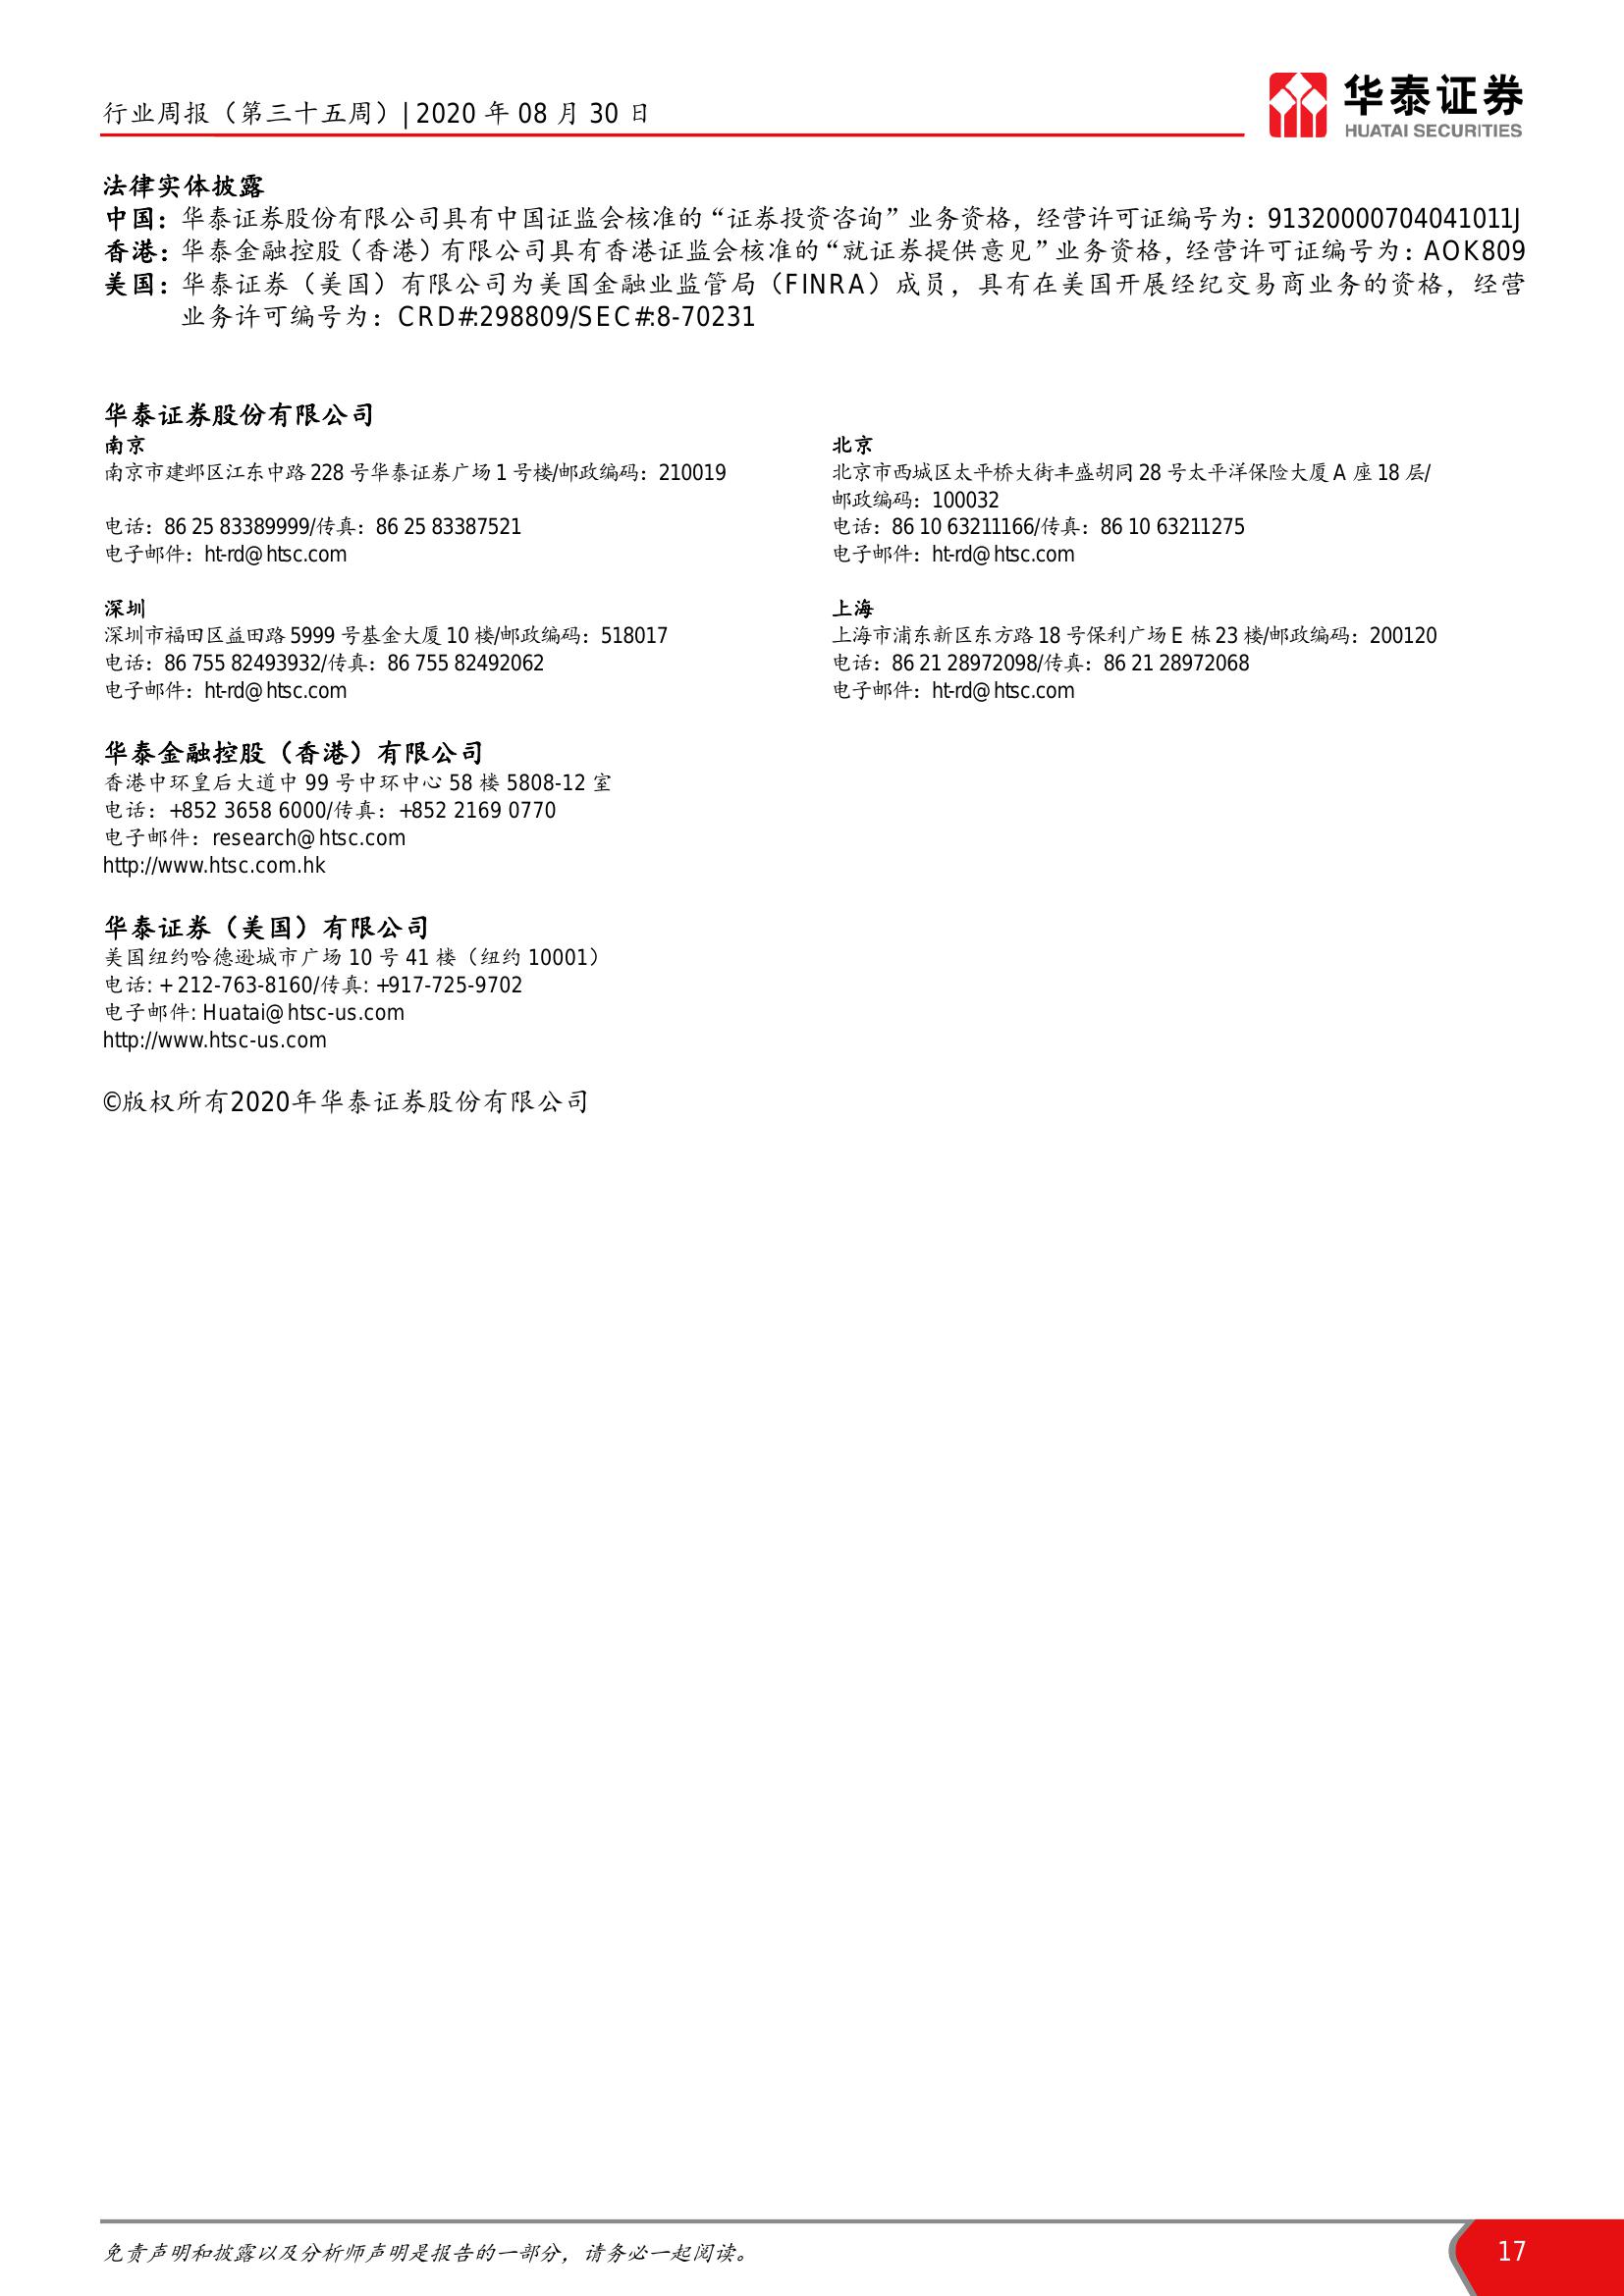 行业周报（第三十五周）| 2020 年 08 月 30 日
华泰证券
HUATAI SECURITIES
法律实体披露
中国：华泰证券股份有限公司具有中国证监会核准的“证券投资咨询”业务资格，经营许可证编号为：91320000704041011J
香港：华泰金融控股（香港）有限公司具有香港证监会核准的“就证券提供意见”业务资格，经营许可证编号为：AOK809
美国：华泰证券（美国）有限公司为美国金融业监管局（FINRA）成员，具有在美国开展经纪交易商业务的资格，经营
业务许可编号为：CRD#:298809/SEC#:8-70231
华泰证券股份有限公司
南京
南京市建邺区江东中路 228 号华泰证券广场 1 号楼/邮政编码：210019
电话：86 25 83389999/传真：86 25 83387521
电子邮件：ht-rd@htsc.com
北京
北京市西城区太平桥大街丰盛胡同 28 号太平洋保险大厦 A 座 18 层/
邮政编码：100032
电话：86 10 63211166/传真：86 10 63211275
电子邮件：ht-rd@htsc.com
深圳
深圳市福田区益田路 5999 号基金大厦 10 楼/邮政编码：518017
电话：86 755 82493932/传真：86 755 82492062
电子邮件：ht-rd@htsc.com
上海
上海市浦东新区东方路 18 号保利广场 E 栋 23 楼/邮政编码：200120
电话：86 21 28972098/传真：86 21 28972068
电子邮件：ht-rd@htsc.com
华泰金融控股（香港）有限公司
香港中环皇后大道中 99 号中环中心 58 楼 5808-12 室
电话：+852 3658 6000/传真：+852 2169 0770
电子邮件：research@htsc.com
http://www.htsc.com.hk
华泰证券（美国）有限公司
美国纽约哈德逊城市广场 10 号 41 楼（纽约 10001）
电话: + 212-763-8160/传真: +917-725-9702
电子邮件: Huatai@htsc-us.com
http://www.htsc-us.com
©版权所有2020年华泰证券股份有限公司
免责声明和披露以及分析师声明是报告的一部分，请务必一起阅读。
17